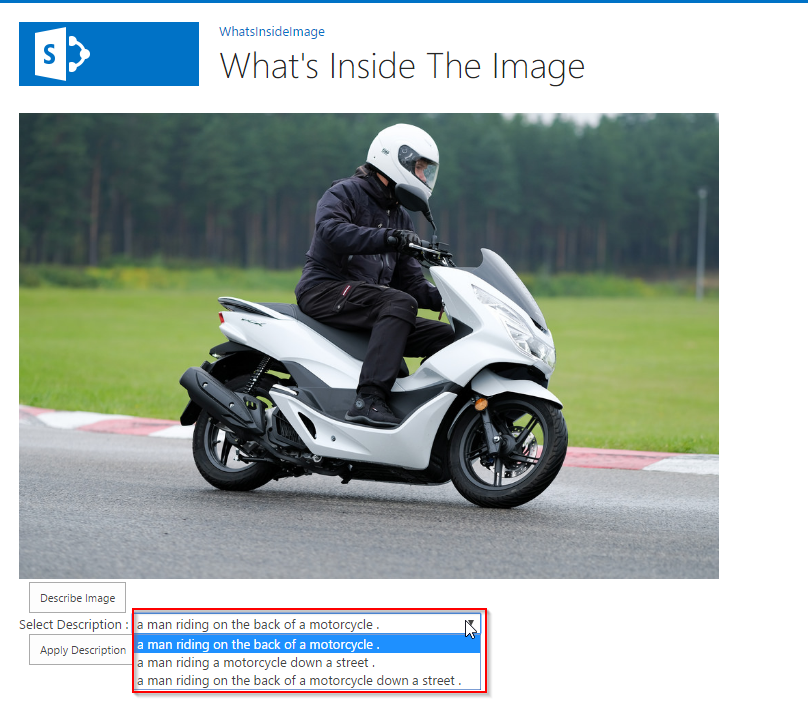 S
WhatsInsideImage
What's Inside The Image
Describe Image
Select Description :
a man riding on the back of a motorcycle .
a man riding on the back of a motorcycle .
a man riding a motorcycle down a street .
a man riding on the back of a motorcycle down a street .
Apply Description